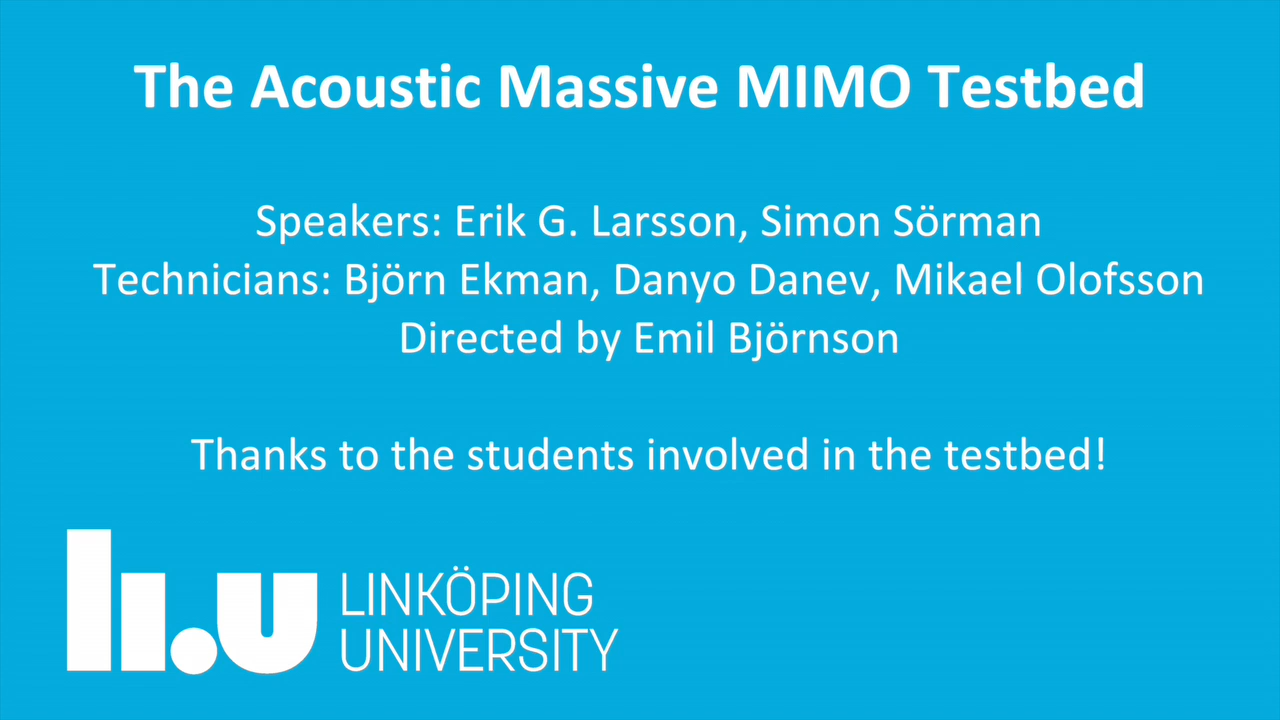 The Acoustic Massive MIMO Testbed
Speakers: Erik G. Larsson, Simon Sörman
Technicians: Björn Ekman, Danyo Danev, Mikael Olofsson
Directed by Emil Björnson
Thanks to the students involved in the testbed!
li.u
LINKÖPING
UNIVERSITY